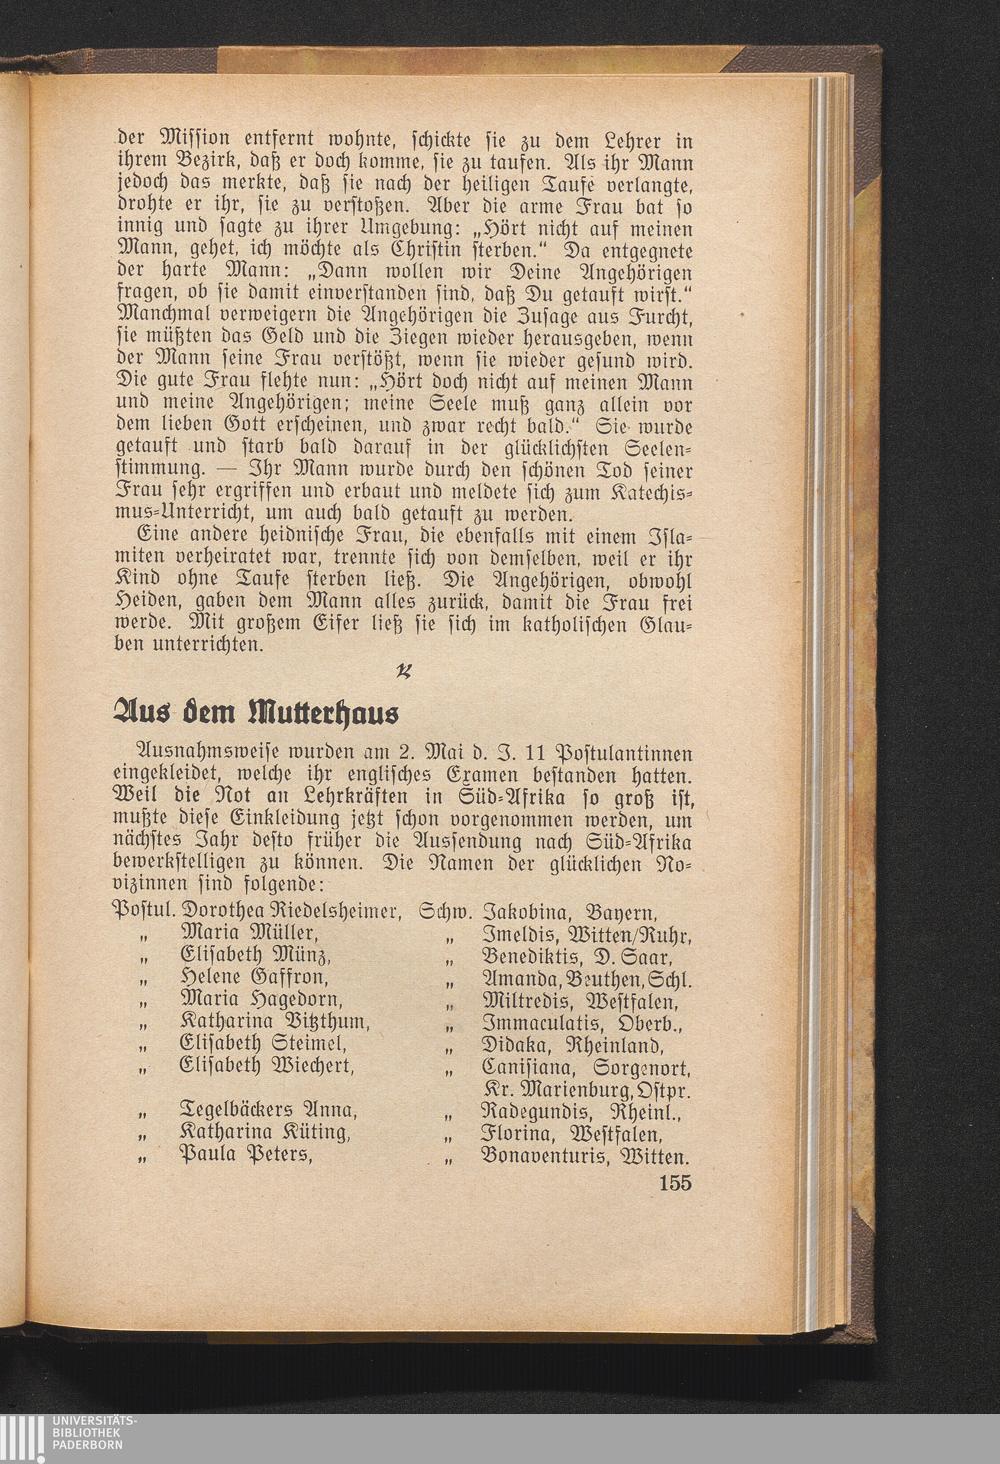 der Mission entfernt wohnte, schickte sie zu dem Lehrer in
ihrem Bezirk, daß er doch komme, sie zu taufen. Als ihr Mann
jedoch das merkte, daß sie nach der heiligen Taufe verlangte,
drohte er ihr, sie zu verstoßen. Aber die arme Frau bat so
innig und sagte zu ihrer Umgebung: „Hört nicht auf meinen
Mann, gehet, ich möchte als Christin sterben.“ Da entgegnete
der harte Mann: „Dann wollen wir Deine Angehörigen
fragen, ob sie damit einverstanden sind, daß Du getauft wirst.“
Manchmal verweigern die Angehörigen die Zusage aus Furcht,
sie müßten das Geld und die Ziegen wieder herausgeben, wenn
der Mann seine Frau verstößt, wenn sie wieder gesund wird.
Die gute Frau flehte nun: „Hört doch nicht auf meinen Mann
und meine Angehörigen; meine Seele muß ganz allein vor
dem lieben Gott erscheinen, und zwar recht bald.“ Sie wurde
getauft und starb bald darauf in der glücklichsten Seelen-
stimmung. — Ihr Mann wurde durch den schönen Tod seiner
Frau sehr ergriffen und erbaut und meldete sich zum Katechis-
mus-Unterricht, um auch bald getauft zu werden.
Eine andere heidnische Frau, die ebenfalls mit einem Isla-
miten verheiratet war, trennte sich von demselben, weil er ihr
Kind ohne Taufe sterben ließ. Die Angehörigen, obwohl
Heiden, gaben dem Mann alles zurück, damit die Frau frei
werde. Mit großem Eifer ließ sie sich im katholischen Glau-
ben unterrichten.
Aus dem Mutterhaus
Ausnahmsweise wurden am 2. Mai d. J. 11 Postulantinnen
eingekleidet, welche ihr englisches Examen bestanden hatten.
Weil die Not an Lehrkräften in Süd-Afrika so groß ist,
mußte diese Einkleidung jetzt schon vorgenommen werden, um
nächstes Jahr desto früher die Aussendung nach Süd-Afrika
bewerkstelligen zu können. Die Namen der glücklichen No-
vizinnen sind folgende:
Postul. Dorothea Riedelsheimer, Schw. Jakobina, Bayern,
„ Maria Müller, „ Imeldis, Witten/Ruhr,
„ Elisabeth Münz, „ Benediktis, D. Saar,
„ Helene Gaffron, „ Amanda, Beuthen, Schl.
„ Maria Hagedorn, „ Miltredis, Westfalen,
„ Katharina Vitzthum, „ Immaculatis, Oberb.,
„ Elisabeth Steimel, „ Didaka, Rheinland,
„ Elisabeth Wiechert, „ Canisiana, Sorgenort,
Kr. Marienburg, Ostpr.
„ Tegelbäckers Anna, „ Radegundis, Rheinl.,
„ Katharina Küting, „ Florina, Westfalen,
„ Paula Peters, „ Bonaventuris, Witten.
155
UNIVERSITÄTS-
BIBLIOTHEK
PADERBORN